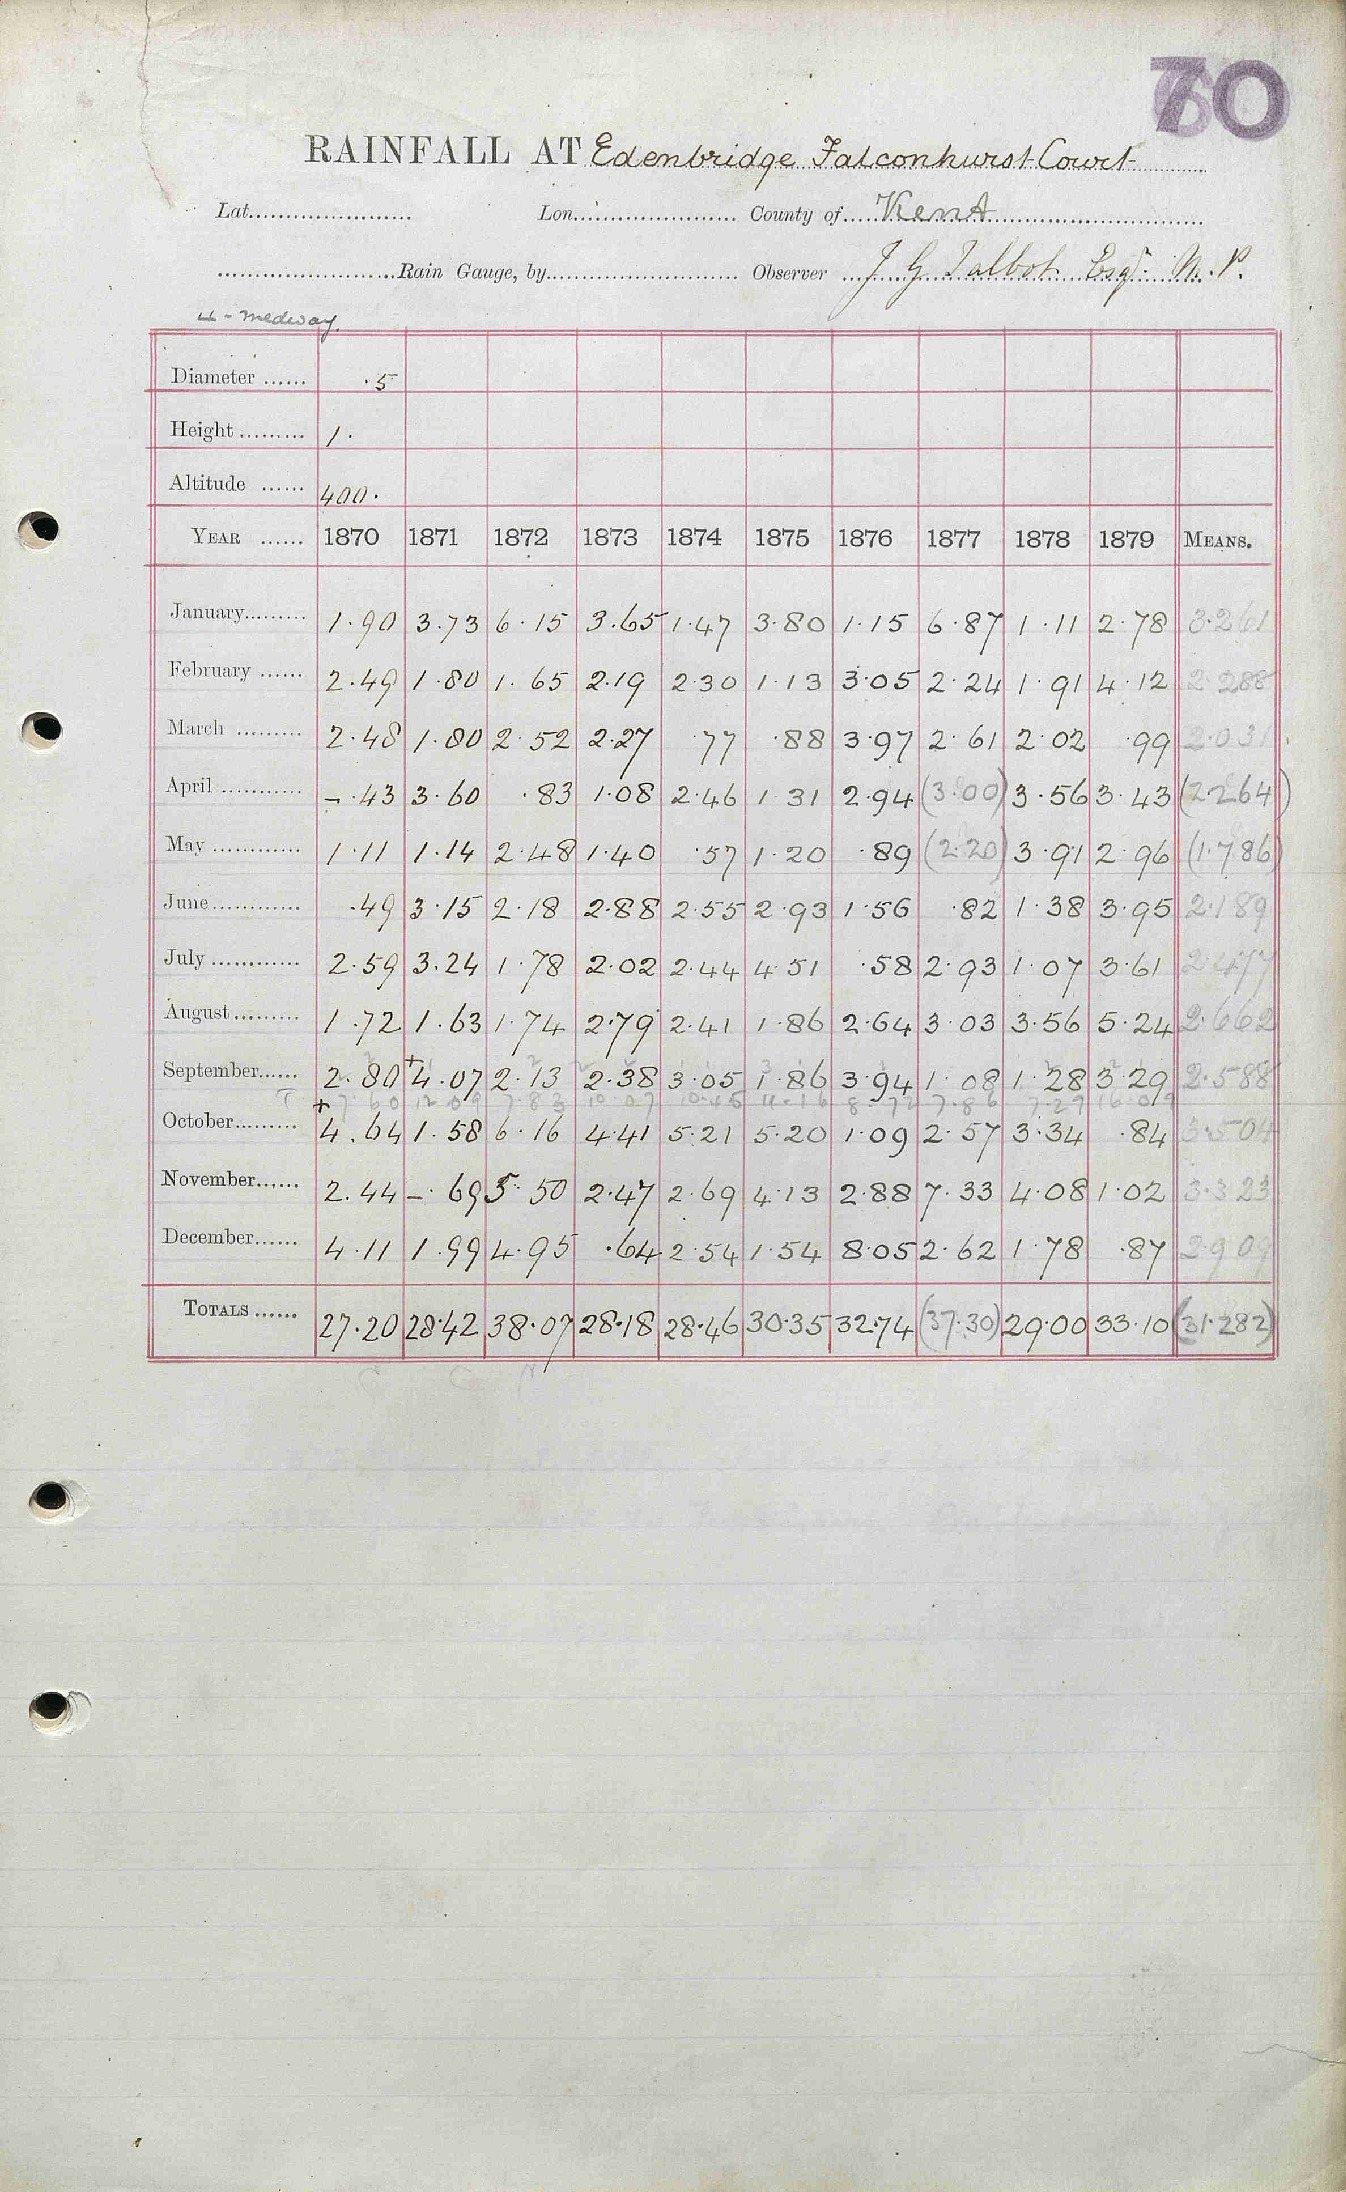 70
RAINFALL AT Edenbridge Falconhurst Court
Lat. Lon. County of Kent
Rain Gauge, by Observer J G Talbot Esqr. M.P.
4 - Medway
Diameter ...... .5
Height ......... 1.
Altitude ...... 400.
YEAR ...... 1870 1871 1872 1873 1874 1875 1876 1877 1878 1879 MEANS.
January......... 1.90 3.73 6.15 3.65 1.47 3.80 1.15 6.87 1.11 2.78 3.261
February ...... 2.49 1.80 1.65 2.19 2.30 1.13 3.05 2.24 1.91 4.12 2.288
March ......... 2.48 1.80 2.52 2.27 .77 .88 3.97 2.61 2.02 .99 2.031
April ............ -.43 3.60 .83 1.08 2.46 1.31 2.94 (3.00) 3.56 3.43 (2.264)
May ............ 1.11 1.14 2.48 1.40 .57 1.20 .89 (2.20) 3.91 2.96 (1.786)
June ............ .49 3.15 2.18 2.88 2.55 2.93 1.56 .82 1.38 3.95 2.189
July ............ 2.59 3.24 1.78 2.02 2.44 4.51 .58 2.93 1.07 3.61 2.477
August ......... 1.72 1.63 1.74 2.79 2.41 1.86 2.64 3.03 3.56 5.24 2.662
September...... 2.80 +4.07 2.13 2.38 3.05 1.86 3.94 1.08 1.28 3.29 2.588
7.60 12.09 7.83 10.07 10.45 11.16 8.72 7.86 7.29 16.09
October......... +4.64 1.58 6.16 4.41 5.21 5.20 1.09 2.57 3.34 .84 3.504
November...... 2.44 -.69 5.50 2.47 2.69 4.13 2.88 7.33 4.08 1.02 3.323
December...... 4.11 1.99 4.95 .64 2.54 1.54 8.05 2.62 1.78 .87 2.909
TOTALS ...... 27.20 28.42 38.07 28.18 28.46 30.35 32.74 (37.30) 29.00 33.10 (31.282)